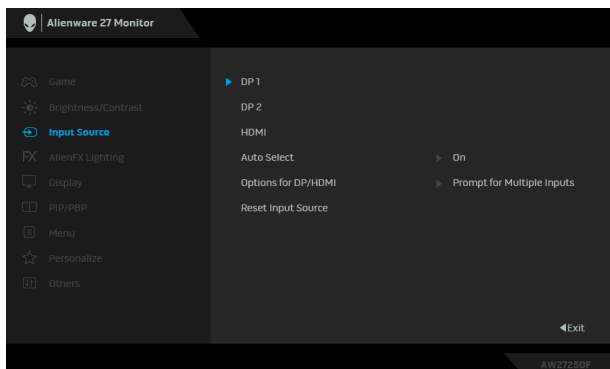 Alienware 27 Monitor
Game
Brightness/Contrast
Input Source
AlienFX Lighting
Display
PIP/PBP
Menu
Personalize
Others
DP 1
DP 2
HDMI
Auto Select On
Options for DP/HDMI Prompt for Multiple Inputs
Reset Input Source
Exit
AW2725DF